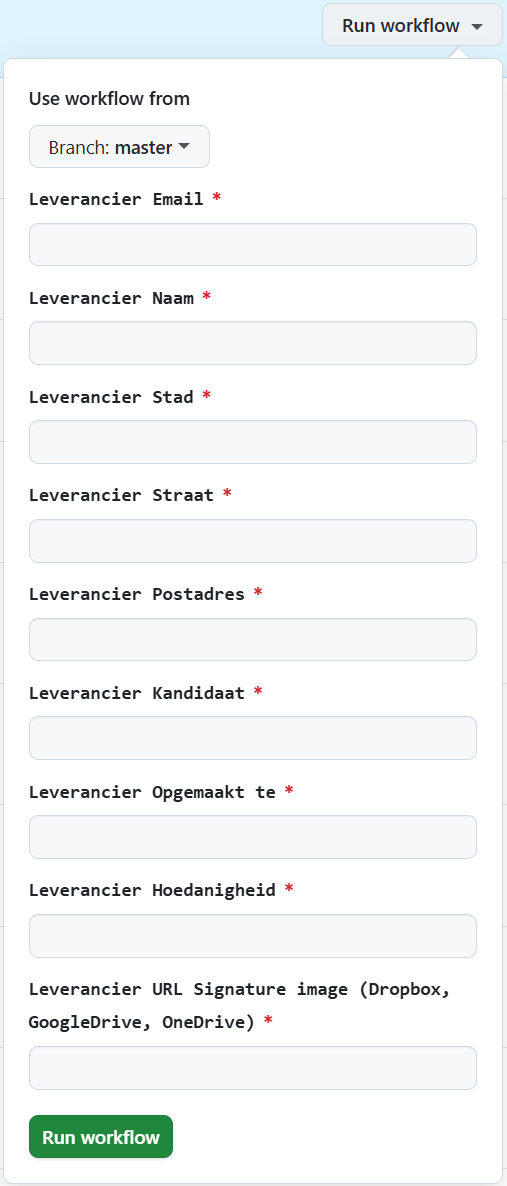 Run workflow
Use workflow from
Branch: master
Leverancier Email *
Leverancier Naam *
Leverancier Stad *
Leverancier Straat *
Leverancier Postadres *
Leverancier Kandidaat *
Leverancier Opgemaakt te *
Leverancier Hoedanigheid *
Leverancier URL Signature image (Dropbox,
GoogleDrive, OneDrive) *
Run workflow